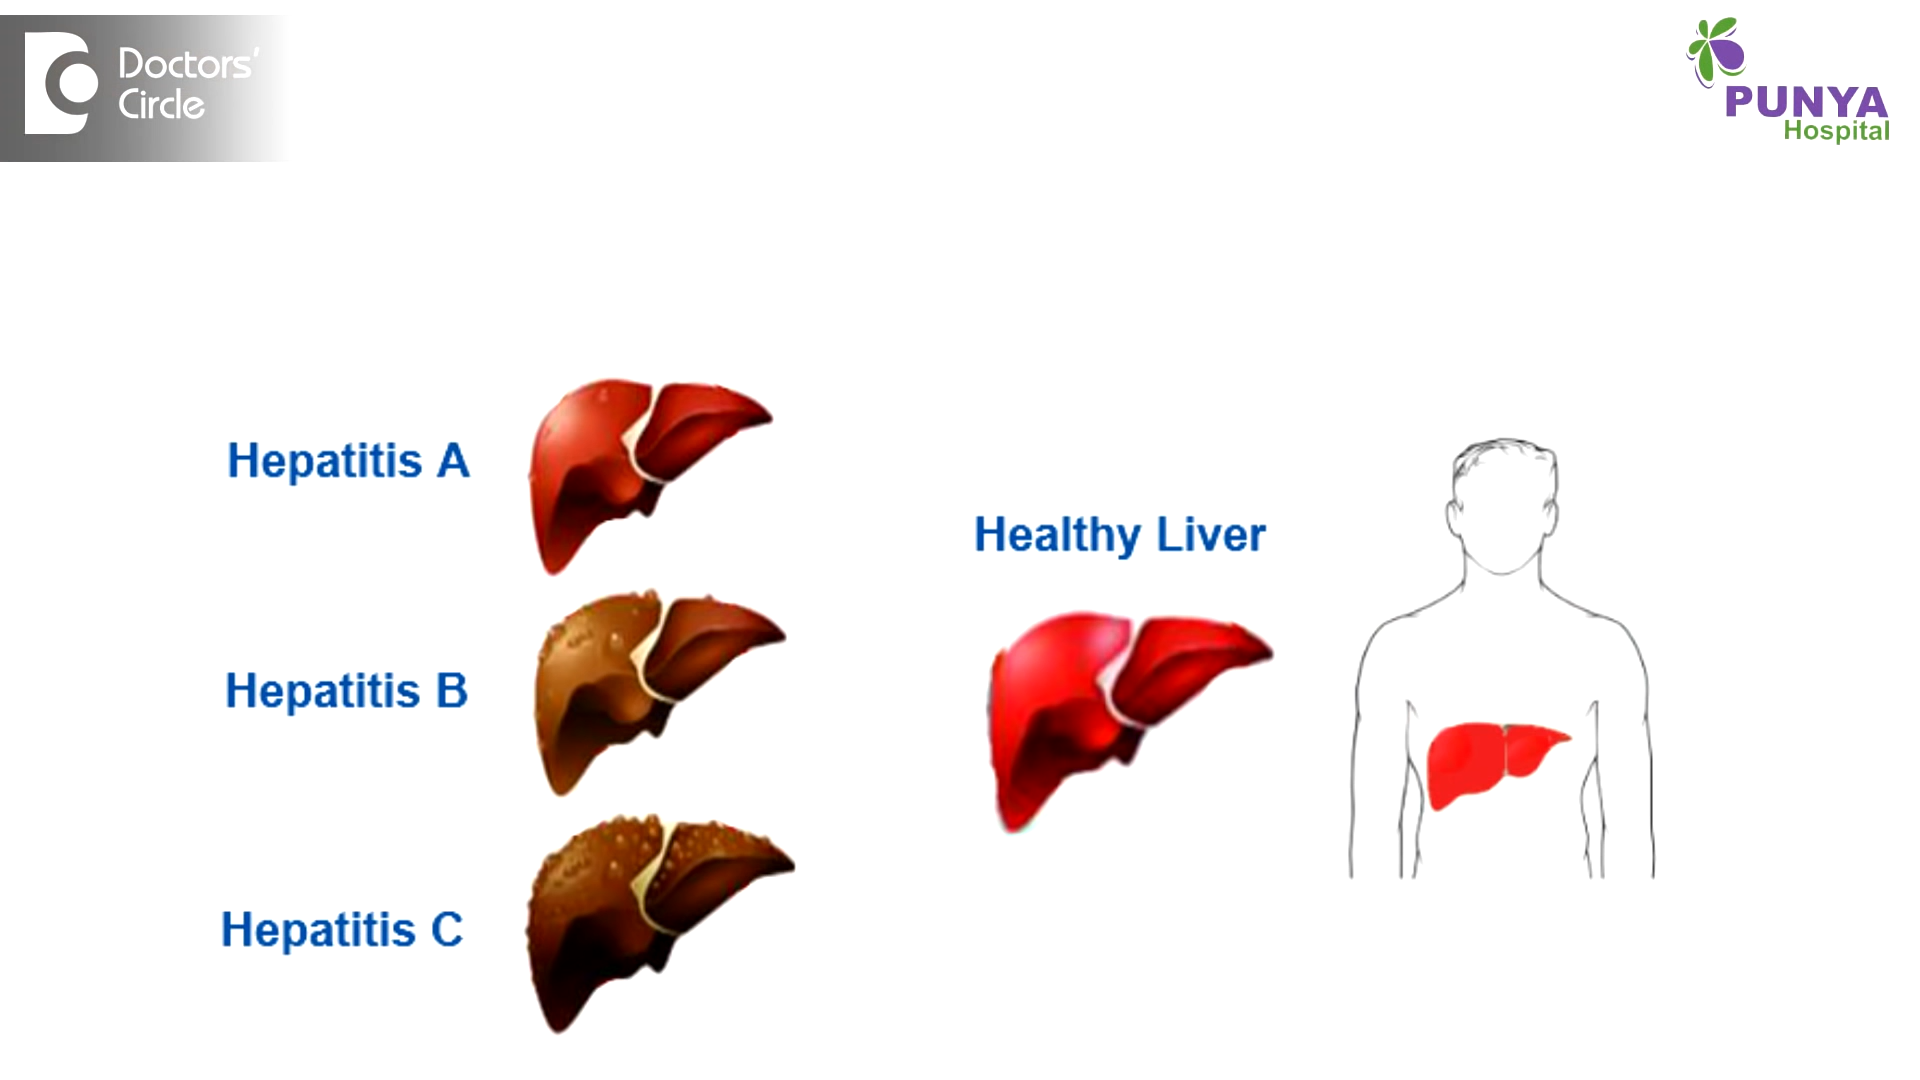 Doctors'
Circle
PUNYA
Hospital
Hepatitis A
Healthy Liver
Hepatitis B
Hepatitis C